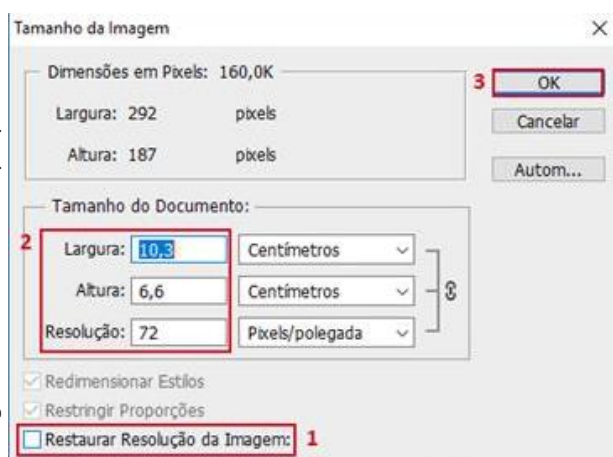 Tamanho da Imagem
Dimensões em Pixels: 160,0K
Largura: 292 pixels
Altura: 187 pixels
3 OK
Cancelar
Autom...
Tamanho do Documento:
2
Largura: 10,3 Centímetros
Altura: 6,6 Centímetros
Resolução: 72 Pixels/polegada
Redimensionar Estilos
Restringir Proporções
Restaurar Resolução da Imagem: 1